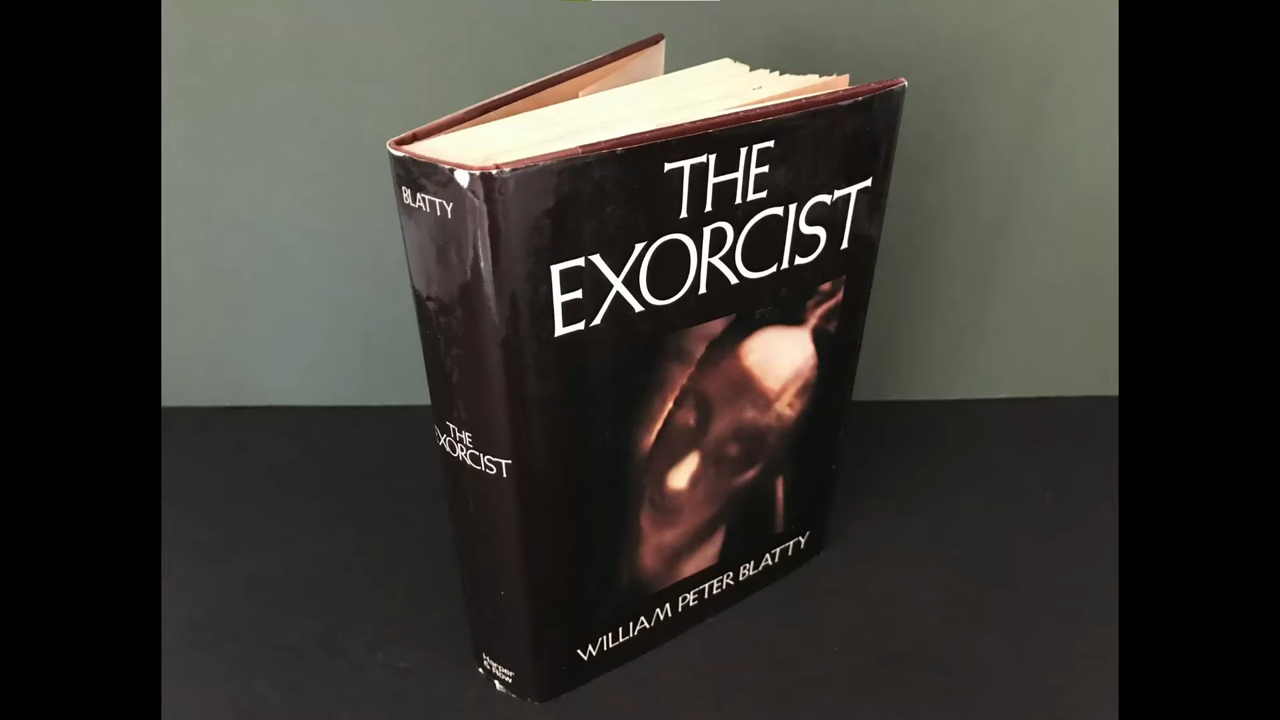 BLATTY
THE
EXORCIST
Harper
& Row
THE
EXORCIST
WILLIAM PETER BLATTY